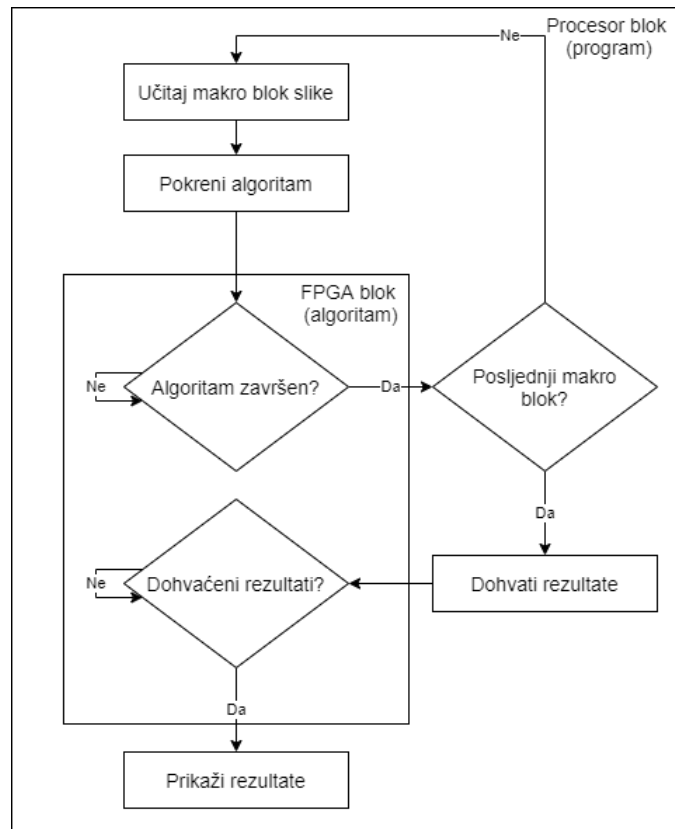 Procesor blok
(program)
Ne
Učitaj makro blok slike
Pokreni algoritam
FPGA blok
(algoritam)
Ne
Algoritam završen?
Da
Posljednji makro
blok?
Da
Ne
Dohvaćeni rezultati?
Dohvati rezultate
Da
Prikaži rezultate